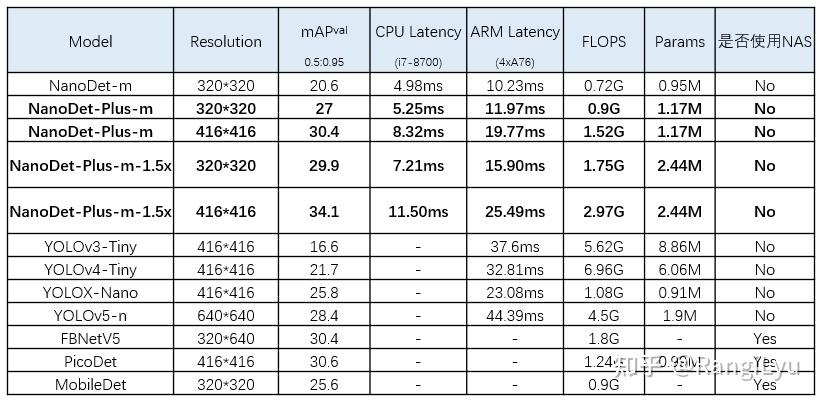 Model Resolution mAPval 0.5:0.95 CPU Latency (i7-8700) ARM Latency (4xA76) FLOPS Params 是否使用NAS
NanoDet-m 320*320 20.6 4.98ms 10.23ms 0.72G 0.95M No
NanoDet-Plus-m 320*320 27 5.25ms 11.97ms 0.9G 1.17M No
NanoDet-Plus-m 416*416 30.4 8.32ms 19.77ms 1.52G 1.17M No
NanoDet-Plus-m-1.5x 320*320 29.9 7.21ms 15.90ms 1.75G 2.44M No
NanoDet-Plus-m-1.5x 416*416 34.1 11.50ms 25.49ms 2.97G 2.44M No
YOLOv3-Tiny 416*416 16.6 - 37.6ms 5.62G 8.86M No
YOLOv4-Tiny 416*416 21.7 - 32.81ms 6.96G 6.06M No
YOLOX-Nano 416*416 25.8 - 23.08ms 1.08G 0.91M No
YOLOv5-n 640*640 28.4 - 44.39ms 4.5G 1.9M No
FBNetV5 320*640 30.4 - - 1.8G - Yes
PicoDet 416*416 30.6 - - 1.24G 0.99M Yes
MobileDet 320*320 25.6 - - 0.9G - Yes
知乎 @RangiLyu